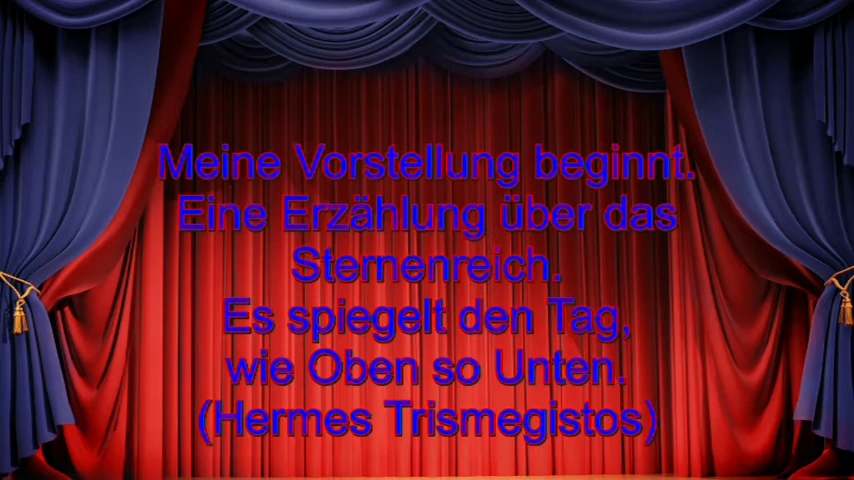 Meine Vorstellung beginnt.
Eine Erzählung über das
Sternenreich.
Es spiegelt den Tag,
wie Oben so Unten.
(Hermes Trismegistos)